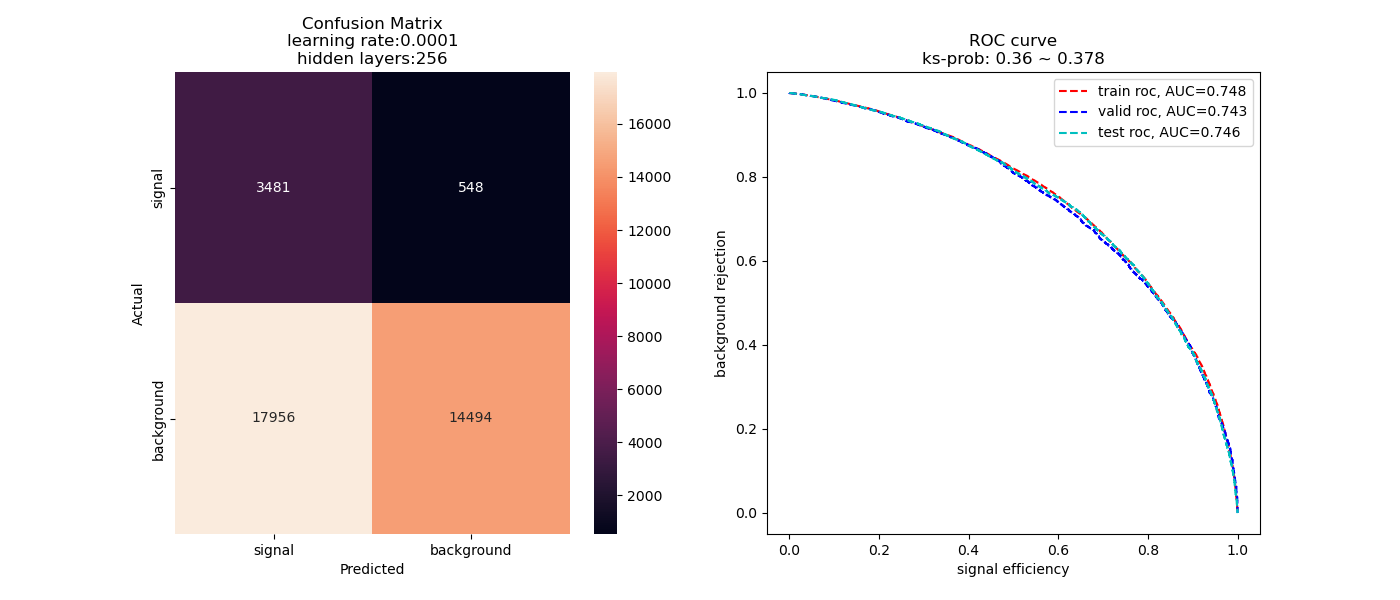 Confusion Matrix
learning rate:0.0001
hidden layers:256
signal
background
Actual
3481
548
17956
14494
signal
background
Predicted
16000
14000
12000
10000
8000
6000
4000
2000
ROC curve
ks-prob: 0.36 ~ 0.378
train roc, AUC=0.748
valid roc, AUC=0.743
test roc, AUC=0.746
background rejection
1.0
0.8
0.6
0.4
0.2
0.0
0.0
0.2
0.4
0.6
0.8
1.0
signal efficiency